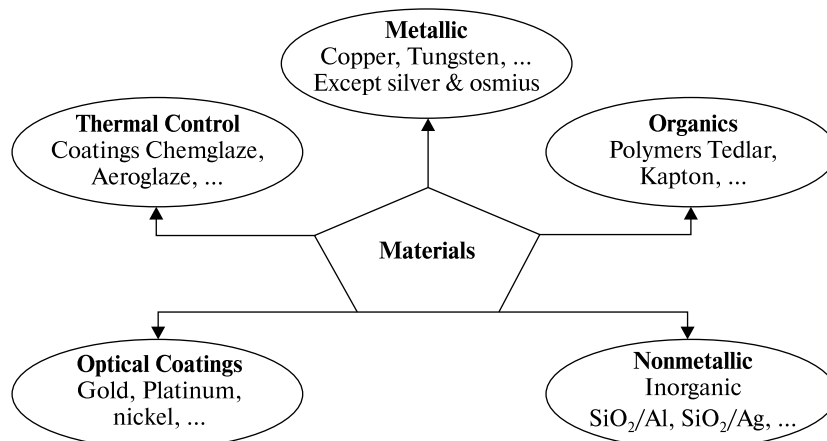 Metallic
Copper, Tungsten, ...
Except silver & osmius
Thermal Control
Coatings Chemglaze,
Aeroglaze, ...
Organics
Polymers Tedlar,
Kapton, ...
Materials
Optical Coatings
Gold, Platinum,
nickel, ...
Nonmetallic
Inorganic
SiO₂/Al, SiO₂/Ag, ...